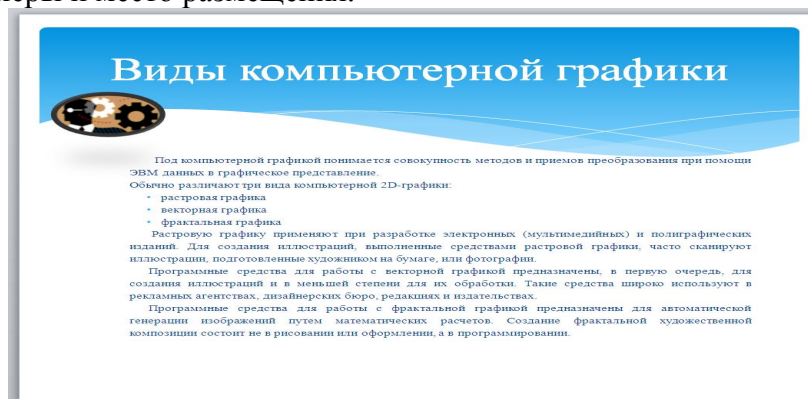 место размещения.
Виды компьютерной графики
Под компьютерной графикой понимается совокупность методов и приемов преобразования при помощи
ЭВМ данных в графическое представление.
Обычно различают три вида компьютерной 2D-графики:
• растровая графика
• векторная графика
• фрактальная графика
Растровую графику применяют при разработке электронных (мультимедийных) и полиграфических
изданий. Для создания иллюстраций, выполненные средствами растровой графики, часто сканируют
иллюстрации, подготовленные художником на бумаге, или фотографии.
Программные средства для работы с векторной графикой предназначены, в первую очередь, для
создания иллюстраций и в меньшей степени для их обработки. Такие средства широко используют в
рекламных агентствах, дизайнерских бюро, редакциях и издательствах.
Программные средства для работы с фрактальной графикой предназначены для автоматической
генерации изображений путем математических расчетов. Создание фрактальной художественной
композиции состоит не в рисовании или оформлении, а в программировании.